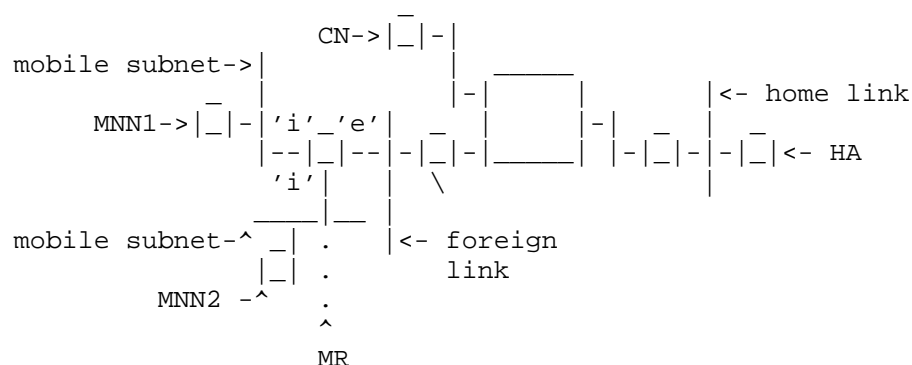 CN->
mobile subnet->
<- home link
MNN1-> 'i' 'e'
<- HA
'i'
mobile subnet-^ <- foreign
link
MNN2 -^
^
MR